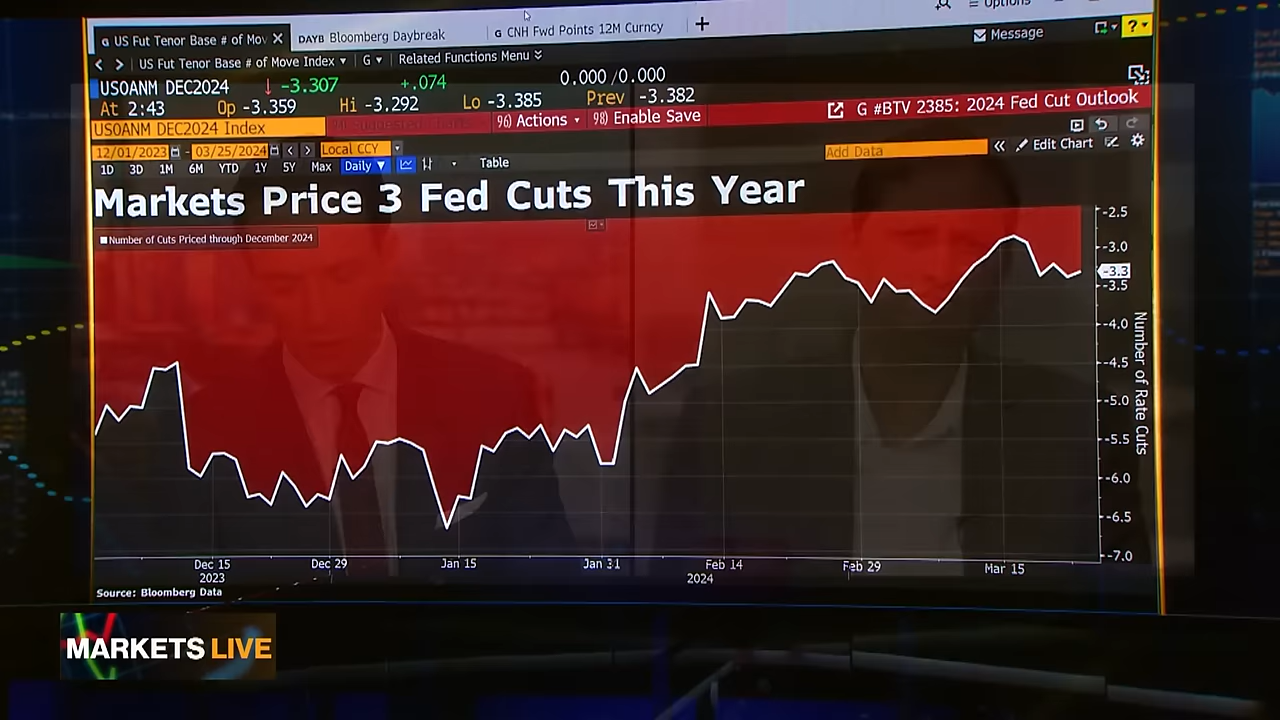 Options
G US Fut Tenor Base # of Mov X DAYB Bloomberg Daybreak G CNH Fwd Points 12M Curncy +
Message ?
< > US Fut Tenor Base # of Move Index G Related Functions Menu
US0ANM DEC2024 ↓ -3.307 +.074 0.000 /0.000
At 2:43 Op -3.359 Hi -3.292 Lo -3.385 Prev -3.382
US0ANM DEC2024 Index 96) Actions 98) Enable Save G #BTV 2385: 2024 Fed Cut Outlook
12/01/2023 - 03/25/2024 < > Local CCY Add Data « Edit Chart
1D 3D 1M 6M YTD 1Y 5Y Max Daily ▼ Table
Markets Price 3 Fed Cuts This Year
Number of Cuts Priced through December 2024
-2.5
-3.0
-3.3
-3.5
-4.0
-4.5
-5.0
-5.5
-6.0
-6.5
-7.0
Number of Rate Cuts
Dec 15 Dec 29 Jan 15 Jan 31 Feb 14 Feb 29 Mar 15
2023 2024
Source: Bloomberg Data
MARKETS LIVE